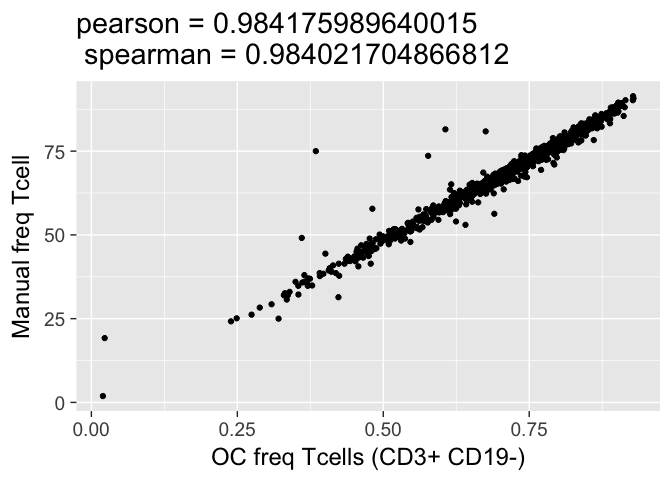 pearson = 0.984175989640015
spearman = 0.984021704866812
Manual freq Tcell
75
50
25
0
0.00
0.25
0.50
0.75
OC freq Tcells (CD3+ CD19-)